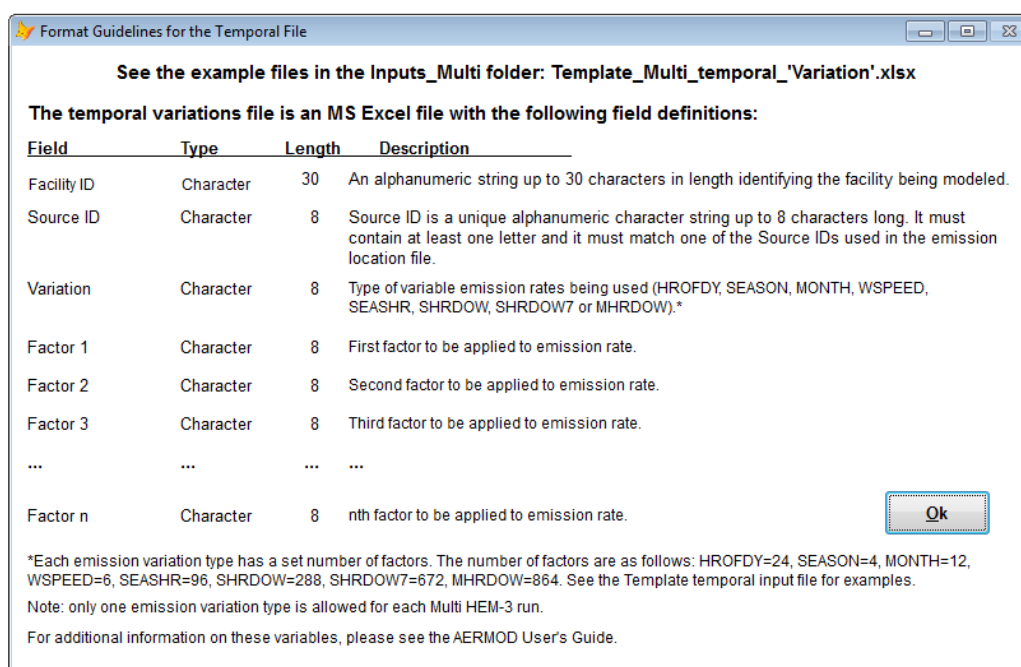 Format Guidelines for the Temporal File
See the example files in the Inputs_Multi folder: Template_Multi_temporal_'Variation'.xlsx
The temporal variations file is an MS Excel file with the following field definitions:
Field Type Length Description
Facility ID Character 30 An alphanumeric string up to 30 characters in length identifying the facility being modeled.
Source ID Character 8 Source ID is a unique alphanumeric character string up to 8 characters long. It must
contain at least one letter and it must match one of the Source IDs used in the emission
location file.
Variation Character 8 Type of variable emission rates being used (HROFDY, SEASON, MONTH, WSPEED,
SEASHR, SHRDOW, SHRDOW7 or MHRDOW).*
Factor 1 Character 8 First factor to be applied to emission rate.
Factor 2 Character 8 Second factor to be applied to emission rate.
Factor 3 Character 8 Third factor to be applied to emission rate.
... ... ... ...
Factor n Character 8 nth factor to be applied to emission rate.
Ok
*Each emission variation type has a set number of factors. The number of factors are as follows: HROFDY=24, SEASON=4, MONTH=12,
WSPEED=6, SEASHR=96, SHRDOW=288, SHRDOW7=672, MHRDOW=864. See the Template temporal input file for examples.
Note: only one emission variation type is allowed for each Multi HEM-3 run.
For additional information on these variables, please see the AERMOD User's Guide.